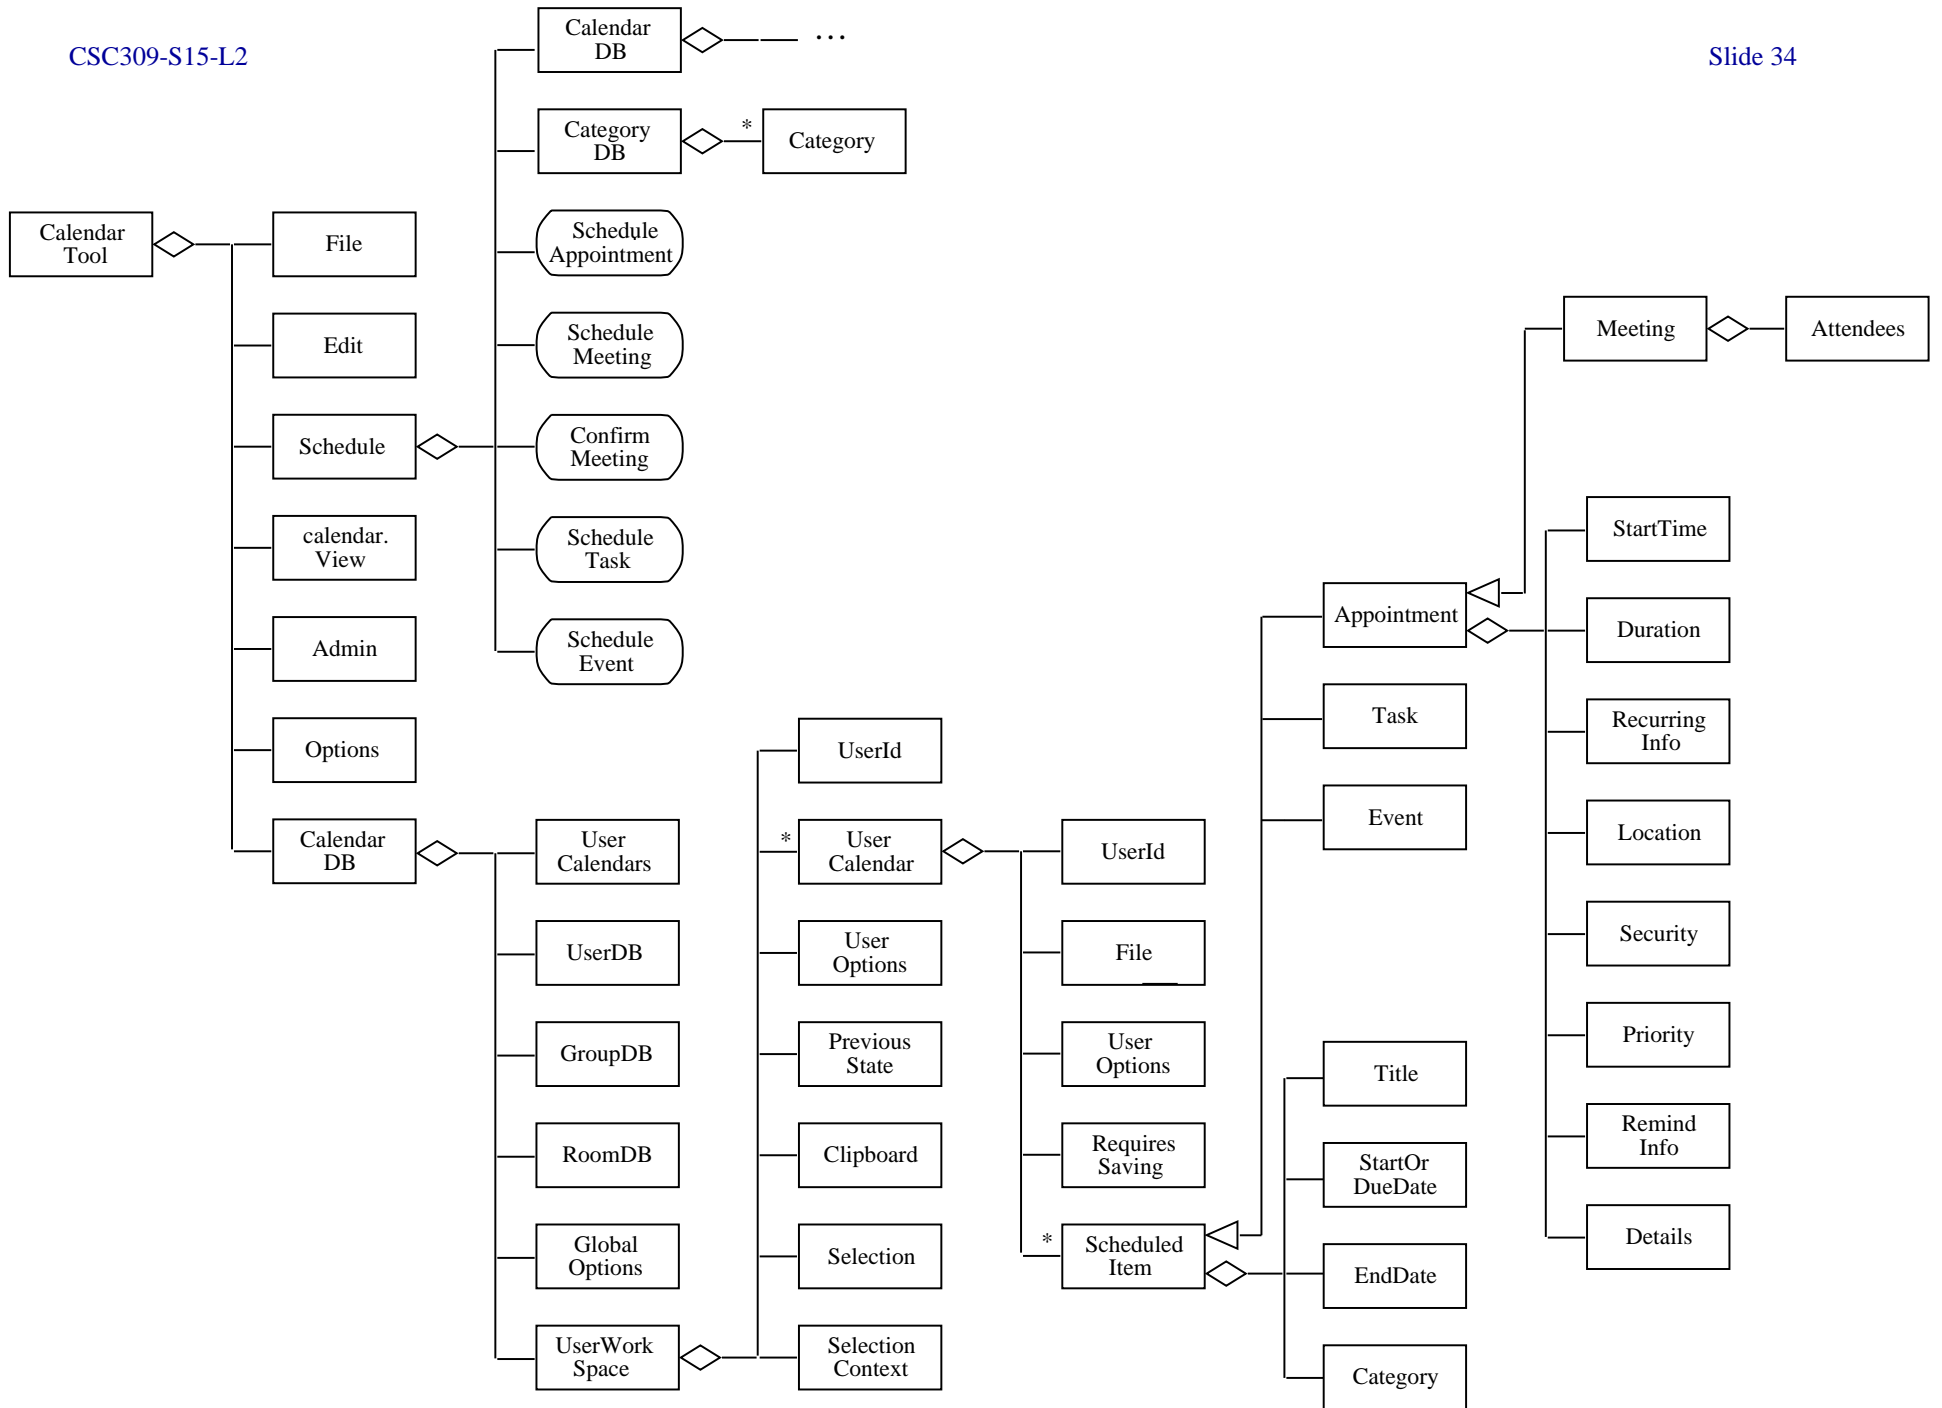 CSC309-S15-L2
Slide 34
Calendar
DB
...
Category
DB
*
Category
Calendar
Tool
File
Edit
Schedule
calendar.
View
Admin
Options
Calendar
DB
Schedule
Appointment
Schedule
Meeting
Confirm
Meeting
Schedule
Task
Schedule
Event
User
Calendars
UserDB
GroupDB
RoomDB
Global
Options
UserWork
Space
UserId
*
User
Calendar
User
Options
Previous
State
Clipboard
Selection
Selection
Context
UserId
File
User
Options
Requires
Saving
*
Scheduled
Item
Appointment
Task
Event
Title
StartOr
DueDate
EndDate
Category
Meeting
Attendees
StartTime
Duration
Recurring
Info
Location
Security
Priority
Remind
Info
Details